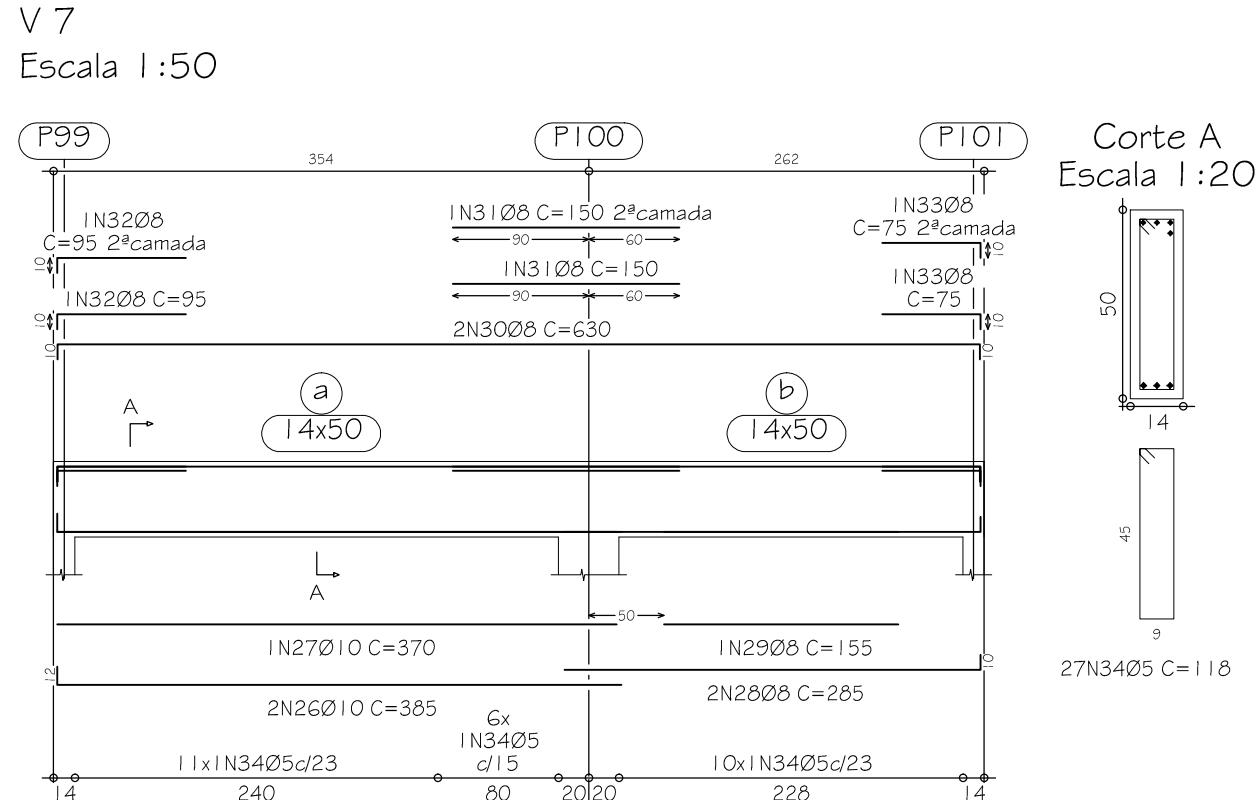 V 7
Escala 1:50
P99
P100
P101
Corte A
Escala 1:20
354
262
1N32Ø8
C=95 2ªcamada
10
1N31Ø8 C=150 2ªcamada
90
60
1N33Ø8
C=75 2ªcamada
10
1N32Ø8 C=95
10
1N31Ø8 C=150
90
60
1N33Ø8
C=75
10
2N30Ø8 C=630
10
10
50
14
a
14x50
b
14x50
A
A
45
9
27N34Ø5 C=118
50
1N27Ø10 C=370
1N29Ø8 C=155
12
10
2N26Ø10 C=385
2N28Ø8 C=285
11x1N34Ø5c/23
6x
1N34Ø5
c/15
10x1N34Ø5c/23
14
240
80
20
20
228
14